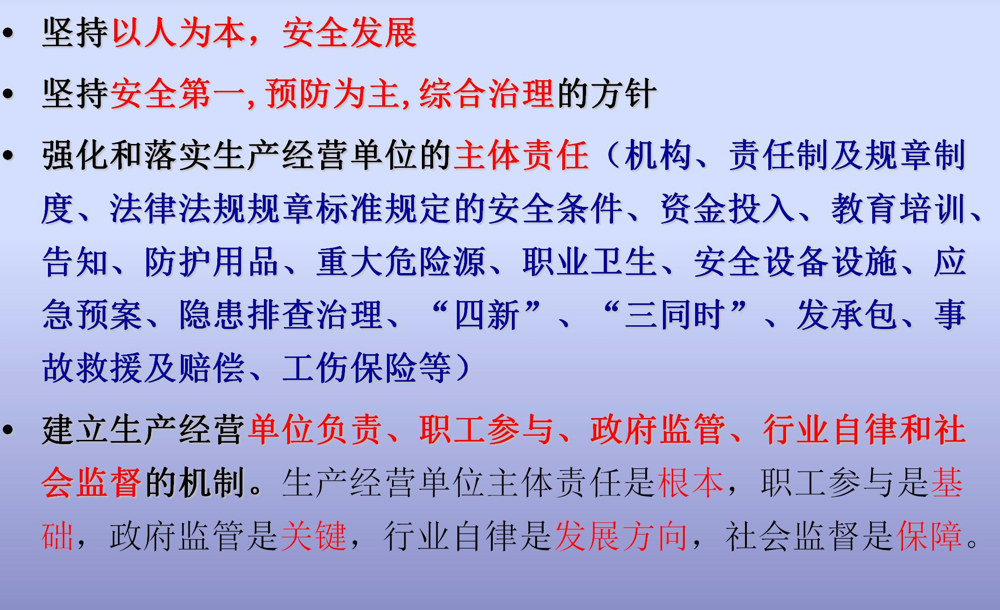 • 坚持以人为本，安全发展
• 坚持安全第一,预防为主,综合治理的方针
• 强化和落实生产经营单位的主体责任（机构、责任制及规章制
度、法律法规规章标准规定的安全条件、资金投入、教育培训、
告知、防护用品、重大危险源、职业卫生、安全设备设施、应
急预案、隐患排查治理、“四新”、“三同时”、发承包、事
故救援及赔偿、工伤保险等）
• 建立生产经营单位负责、职工参与、政府监管、行业自律和社
会监督的机制。生产经营单位主体责任是根本，职工参与是基
础，政府监管是关键，行业自律是发展方向，社会监督是保障。